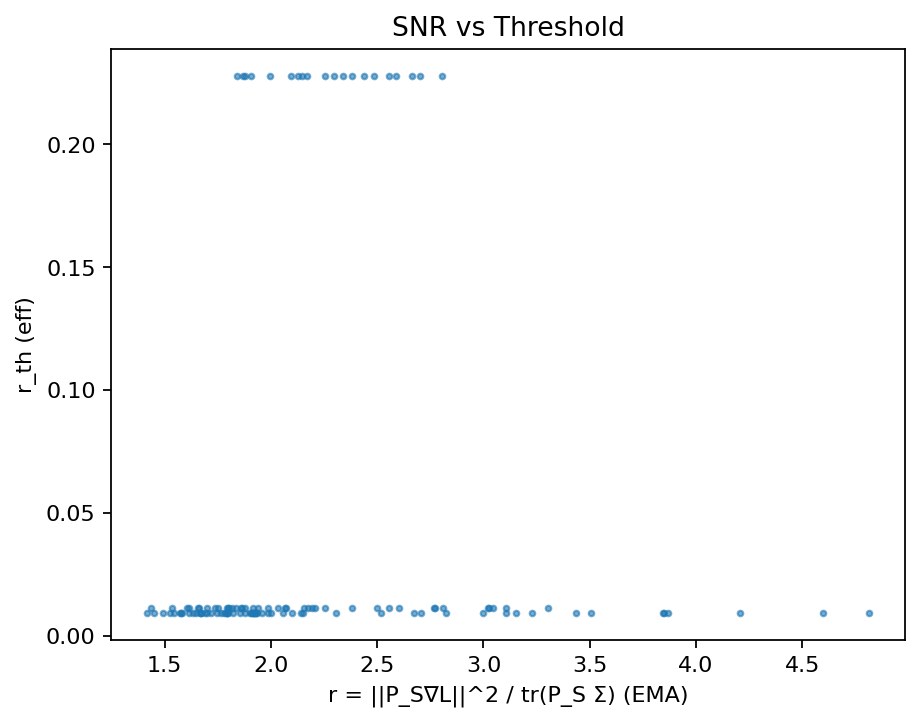 SNR vs Threshold
r_th (eff)
0.20
0.15
0.10
0.05
0.00
1.5 2.0 2.5 3.0 3.5 4.0 4.5
r = ||P_S∇L||^2 / tr(P_S Σ) (EMA)